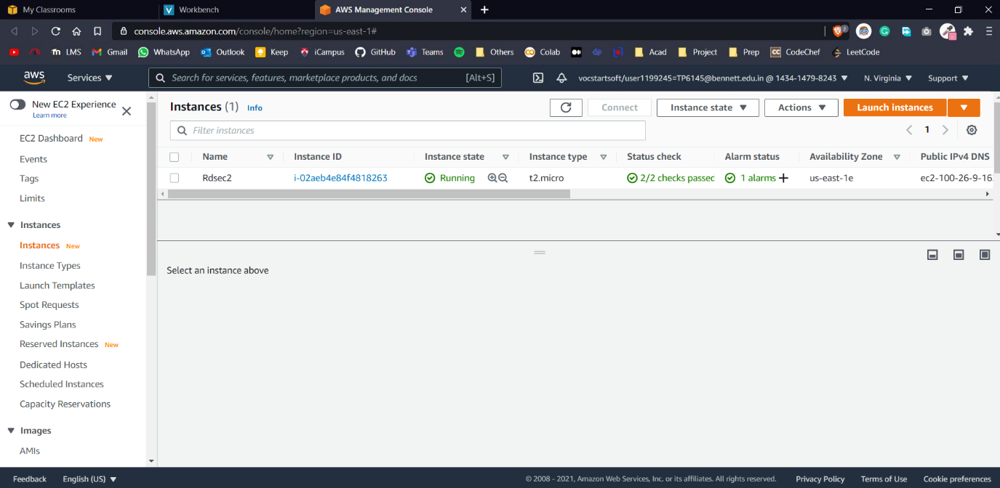 My Classrooms
Workbench
AWS Management Console
console.aws.amazon.com/console/home?region=us-east-1#
2
LMS Gmail WhatsApp Outlook Keep iCampus GitHub Teams Others Colab Acad Project Prep CC CodeChef LeetCode
aws Services Search for services, features, marketplace products, and docs [Alt+S] vocstartsoft/user1199245=TP6145@bennett.edu.in @ 1434-1479-8243 N. Virginia Support
New EC2 Experience
Learn more
EC2 Dashboard New
Events
Tags
Limits
Instances
Instances New
Instance Types
Launch Templates
Spot Requests
Savings Plans
Reserved Instances New
Dedicated Hosts
Scheduled Instances
Capacity Reservations
Images
AMIs
Instances (1) Info
Connect Instance state Actions Launch instances
Filter instances
1
Name Instance ID Instance state Instance type Status check Alarm status Availability Zone Public IPv4 DNS
Rdsec2 i-02aeb4e84f4818263 Running t2.micro 2/2 checks passec 1 alarms us-east-1e ec2-100-26-9-16
Select an instance above
Feedback English (US) © 2008 - 2021, Amazon Web Services, Inc. or its affiliates. All rights reserved. Privacy Policy Terms of Use Cookie preferences